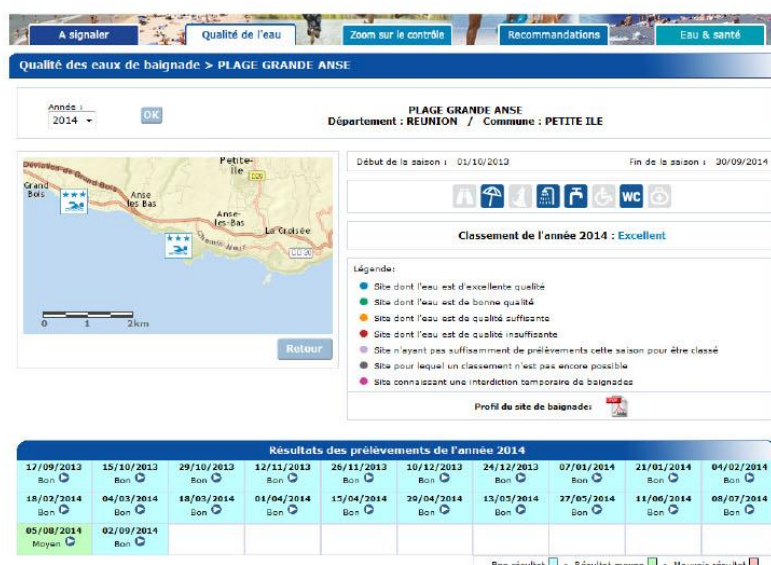 A signaler
Qualité de l'eau
Zoom sur le contrôle
Recommandations
Eau & santé
Qualité des eaux de baignade > PLAGE GRANDE ANSE
Année :
2014
OK
PLAGE GRANDE ANSE
Département : REUNION / Commune : PETITE ILE
Déviation de Grand Bois
Grand
Bois
Petite-
Ile
D29
Anse
les Bas
Anse-
les-Bas
La Croisée
Chemin Neuf
0 1 2km
Retour
Début de la saison : 01/10/2013 Fin de la saison : 30/09/2014
WC
Classement de l'année 2014 : Excellent
Légende:
Site dont l'eau est d'excellente qualité
Site dont l'eau est de bonne qualité
Site dont l'eau est de qualité suffisante
Site dont l'eau est de qualité insuffisante
Site n'ayant pas suffisamment de prélèvements cette saison pour être classé
Site pour lequel un classement n'est pas encore possible
Site connaissant une interdiction temporaire de baignades
Profil du site de baignade:
Résultats des prélèvements de l'année 2014
17/09/2013 15/10/2013 29/10/2013 12/11/2013 26/11/2013 10/12/2013 24/12/2013 07/01/2014 21/01/2014 04/02/2014
Bon Bon Bon Bon Bon Bon Bon Bon Bon Bon
18/02/2014 04/03/2014 18/03/2014 01/04/2014 15/04/2014 29/04/2014 13/05/2014 27/05/2014 11/06/2014 08/07/2014
Bon Bon Bon Bon Bon Bon Bon Bon Bon Bon
05/08/2014 02/09/2014
Moyen Bon
Bon résultat - Résultat moyen - Mauvais résultat